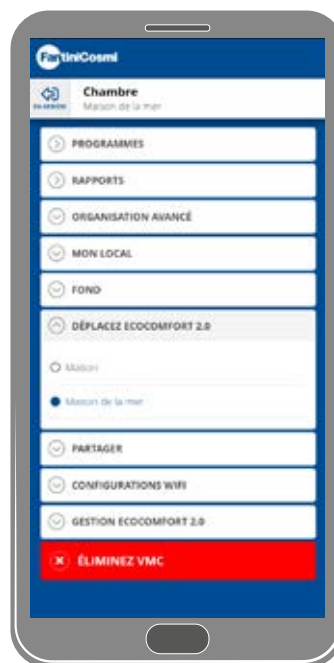 FantiniCosmi
Chambre
Maison de la mer
PROGRAMMES
RAPPORTS
ORGANISATION AVANCÉ
MON LOCAL
FOND
DÉPLACEZ ECOCOMFORT 2.0
Maison
Maison de la mer
PARTAGER
CONFIGURATIONS WIFI
GESTION ECOCOMFORT 2.0
ÉLIMINEZ VMC